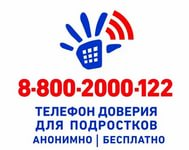 8-800-2000-122
ТЕЛЕФОН ДОВЕРИЯ
ДЛЯ ПОДРОСТКОВ
АНОНИМНО | БЕСПЛАТНО